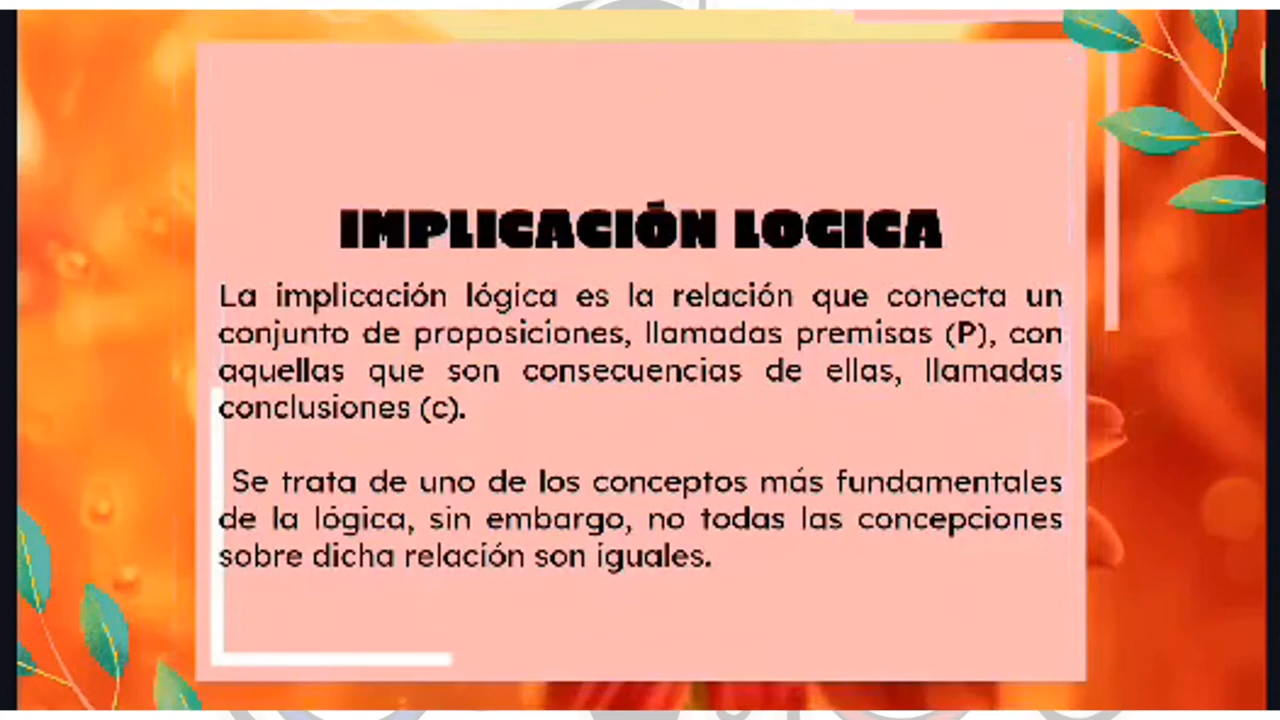 IMPLICACIÓN LOGICA
La implicación lógica es la relación que conecta un
conjunto de proposiciones, llamadas premisas (P), con
aquellas que son consecuencias de ellas, llamadas
conclusiones (c).
Se trata de uno de los conceptos más fundamentales
de la lógica, sin embargo, no todas las concepciones
sobre dicha relación son iguales.